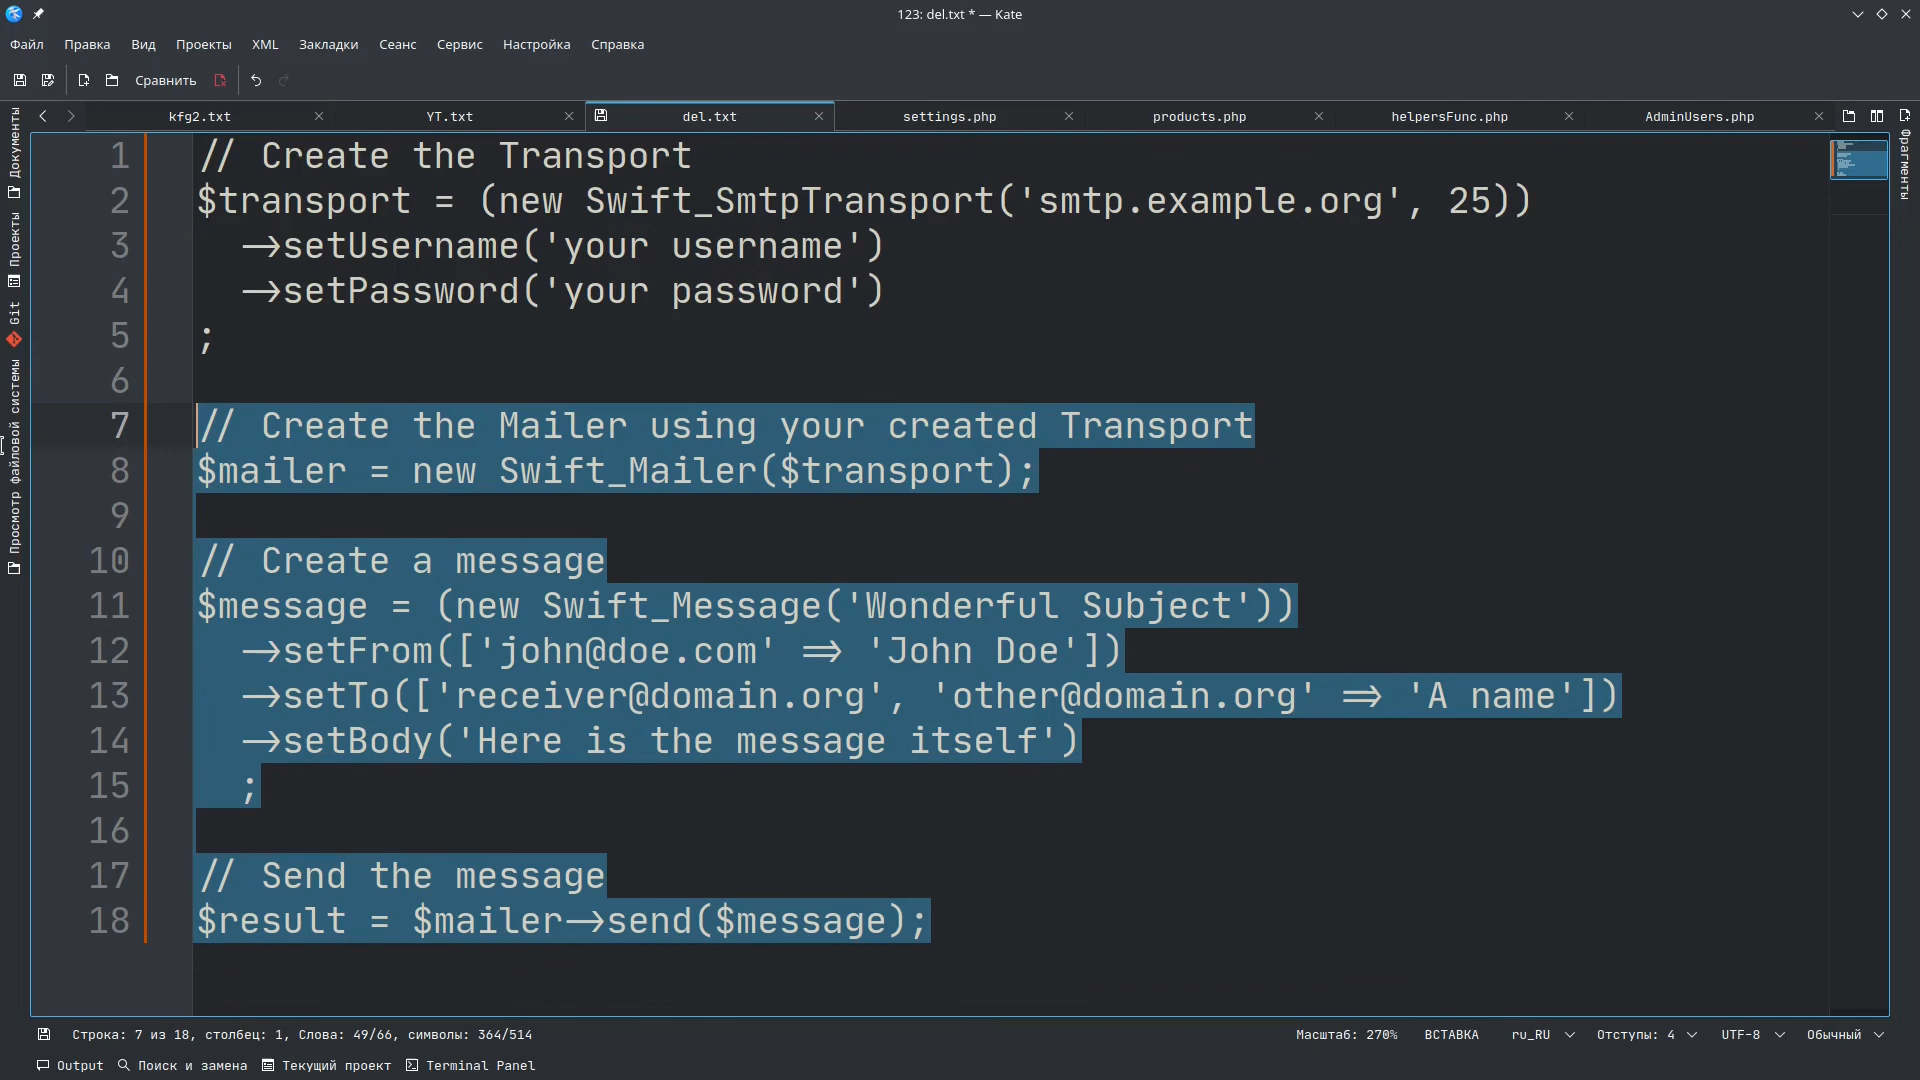 123: del.txt * — Kate
Файл Правка Вид Проекты XML Закладки Сеанс Сервис Настройка Справка
Сравнить
kfg2.txt YT.txt del.txt settings.php products.php helpersFunc.php AdminUsers.php
Документы
Проекты
Git
Просмотр файловой системы
Фрагменты
1 // Create the Transport
2 $transport = (new Swift_SmtpTransport('smtp.example.org', 25))
3 ->setUsername('your username')
4 ->setPassword('your password')
5 ;
6
7 // Create the Mailer using your created Transport
8 $mailer = new Swift_Mailer($transport);
9
10 // Create a message
11 $message = (new Swift_Message('Wonderful Subject'))
12 ->setFrom(['john@doe.com' => 'John Doe'])
13 ->setTo(['receiver@domain.org', 'other@domain.org' => 'A name'])
14 ->setBody('Here is the message itself')
15 ;
16
17 // Send the message
18 $result = $mailer->send($message);
Строка: 7 из 18, столбец: 1, Слова: 49/66, символы: 364/514 Масштаб: 270% ВСТАВКА ru_RU Отступы: 4 UTF-8 Обычный
Output Поиск и замена Текущий проект Terminal Panel